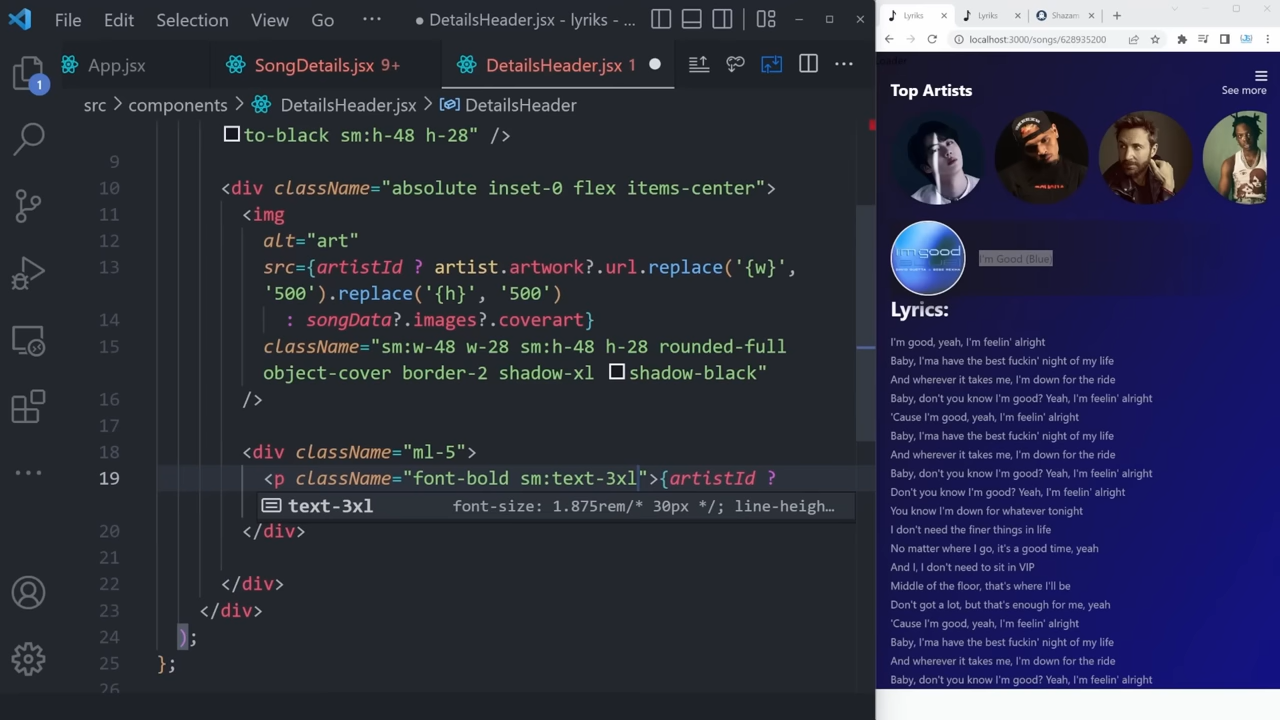 File Edit Selection View Go ··· ● DetailsHeader.jsx - lyriks - ...
App.jsx SongDetails.jsx 9+ DetailsHeader.jsx 1
src > components > DetailsHeader.jsx > DetailsHeader
1
to-black sm:h-48 h-28" />
9
10 <div className="absolute inset-0 flex items-center">
11 <img
12 alt="art"
13 src={artistId ? artist.artwork?.url.replace('{w}',
'500').replace('{h}', '500')
14 : songData?.images?.coverart}
15 className="sm:w-48 w-28 sm:h-48 h-28 rounded-full
object-cover border-2 shadow-xl shadow-black"
16 />
17
18 <div className="ml-5">
19 <p className="font-bold sm:text-3xl">{artistId ?
text-3xl font-size: 1.875rem/* 30px */; line-heigh…
20 </div>
21
22 </div>
23 </div>
24 );
25 };
26
Lyriks Lyriks Shazam
localhost:3000/songs/628935200
Top Artists
See more
im good
I'm Good (Blue)
Lyrics:
I'm good, yeah, I'm feelin' alright
Baby, I'ma have the best fuckin' night of my life
And wherever it takes me, I'm down for the ride
Baby, don't you know I'm good? Yeah, I'm feelin' alright
'Cause I'm good, yeah, I'm feelin' alright
Baby, I'ma have the best fuckin' night of my life
And wherever it takes me, I'm down for the ride
Baby, don't you know I'm good? Yeah, I'm feelin' alright
Don't you know I'm good? Yeah, I'm feelin' alright
You know I'm down for whatever tonight
I don't need the finer things in life
No matter where I go, it's a good time, yeah
And I, I don't need to sit in VIP
Middle of the floor, that's where I'll be
Don't got a lot, but that's enough for me, yeah
'Cause I'm good, yeah, I'm feelin' alright
Baby, I'ma have the best fuckin' night of my life
And wherever it takes me, I'm down for the ride
Baby, don't you know I'm good? Yeah, I'm feelin' alright